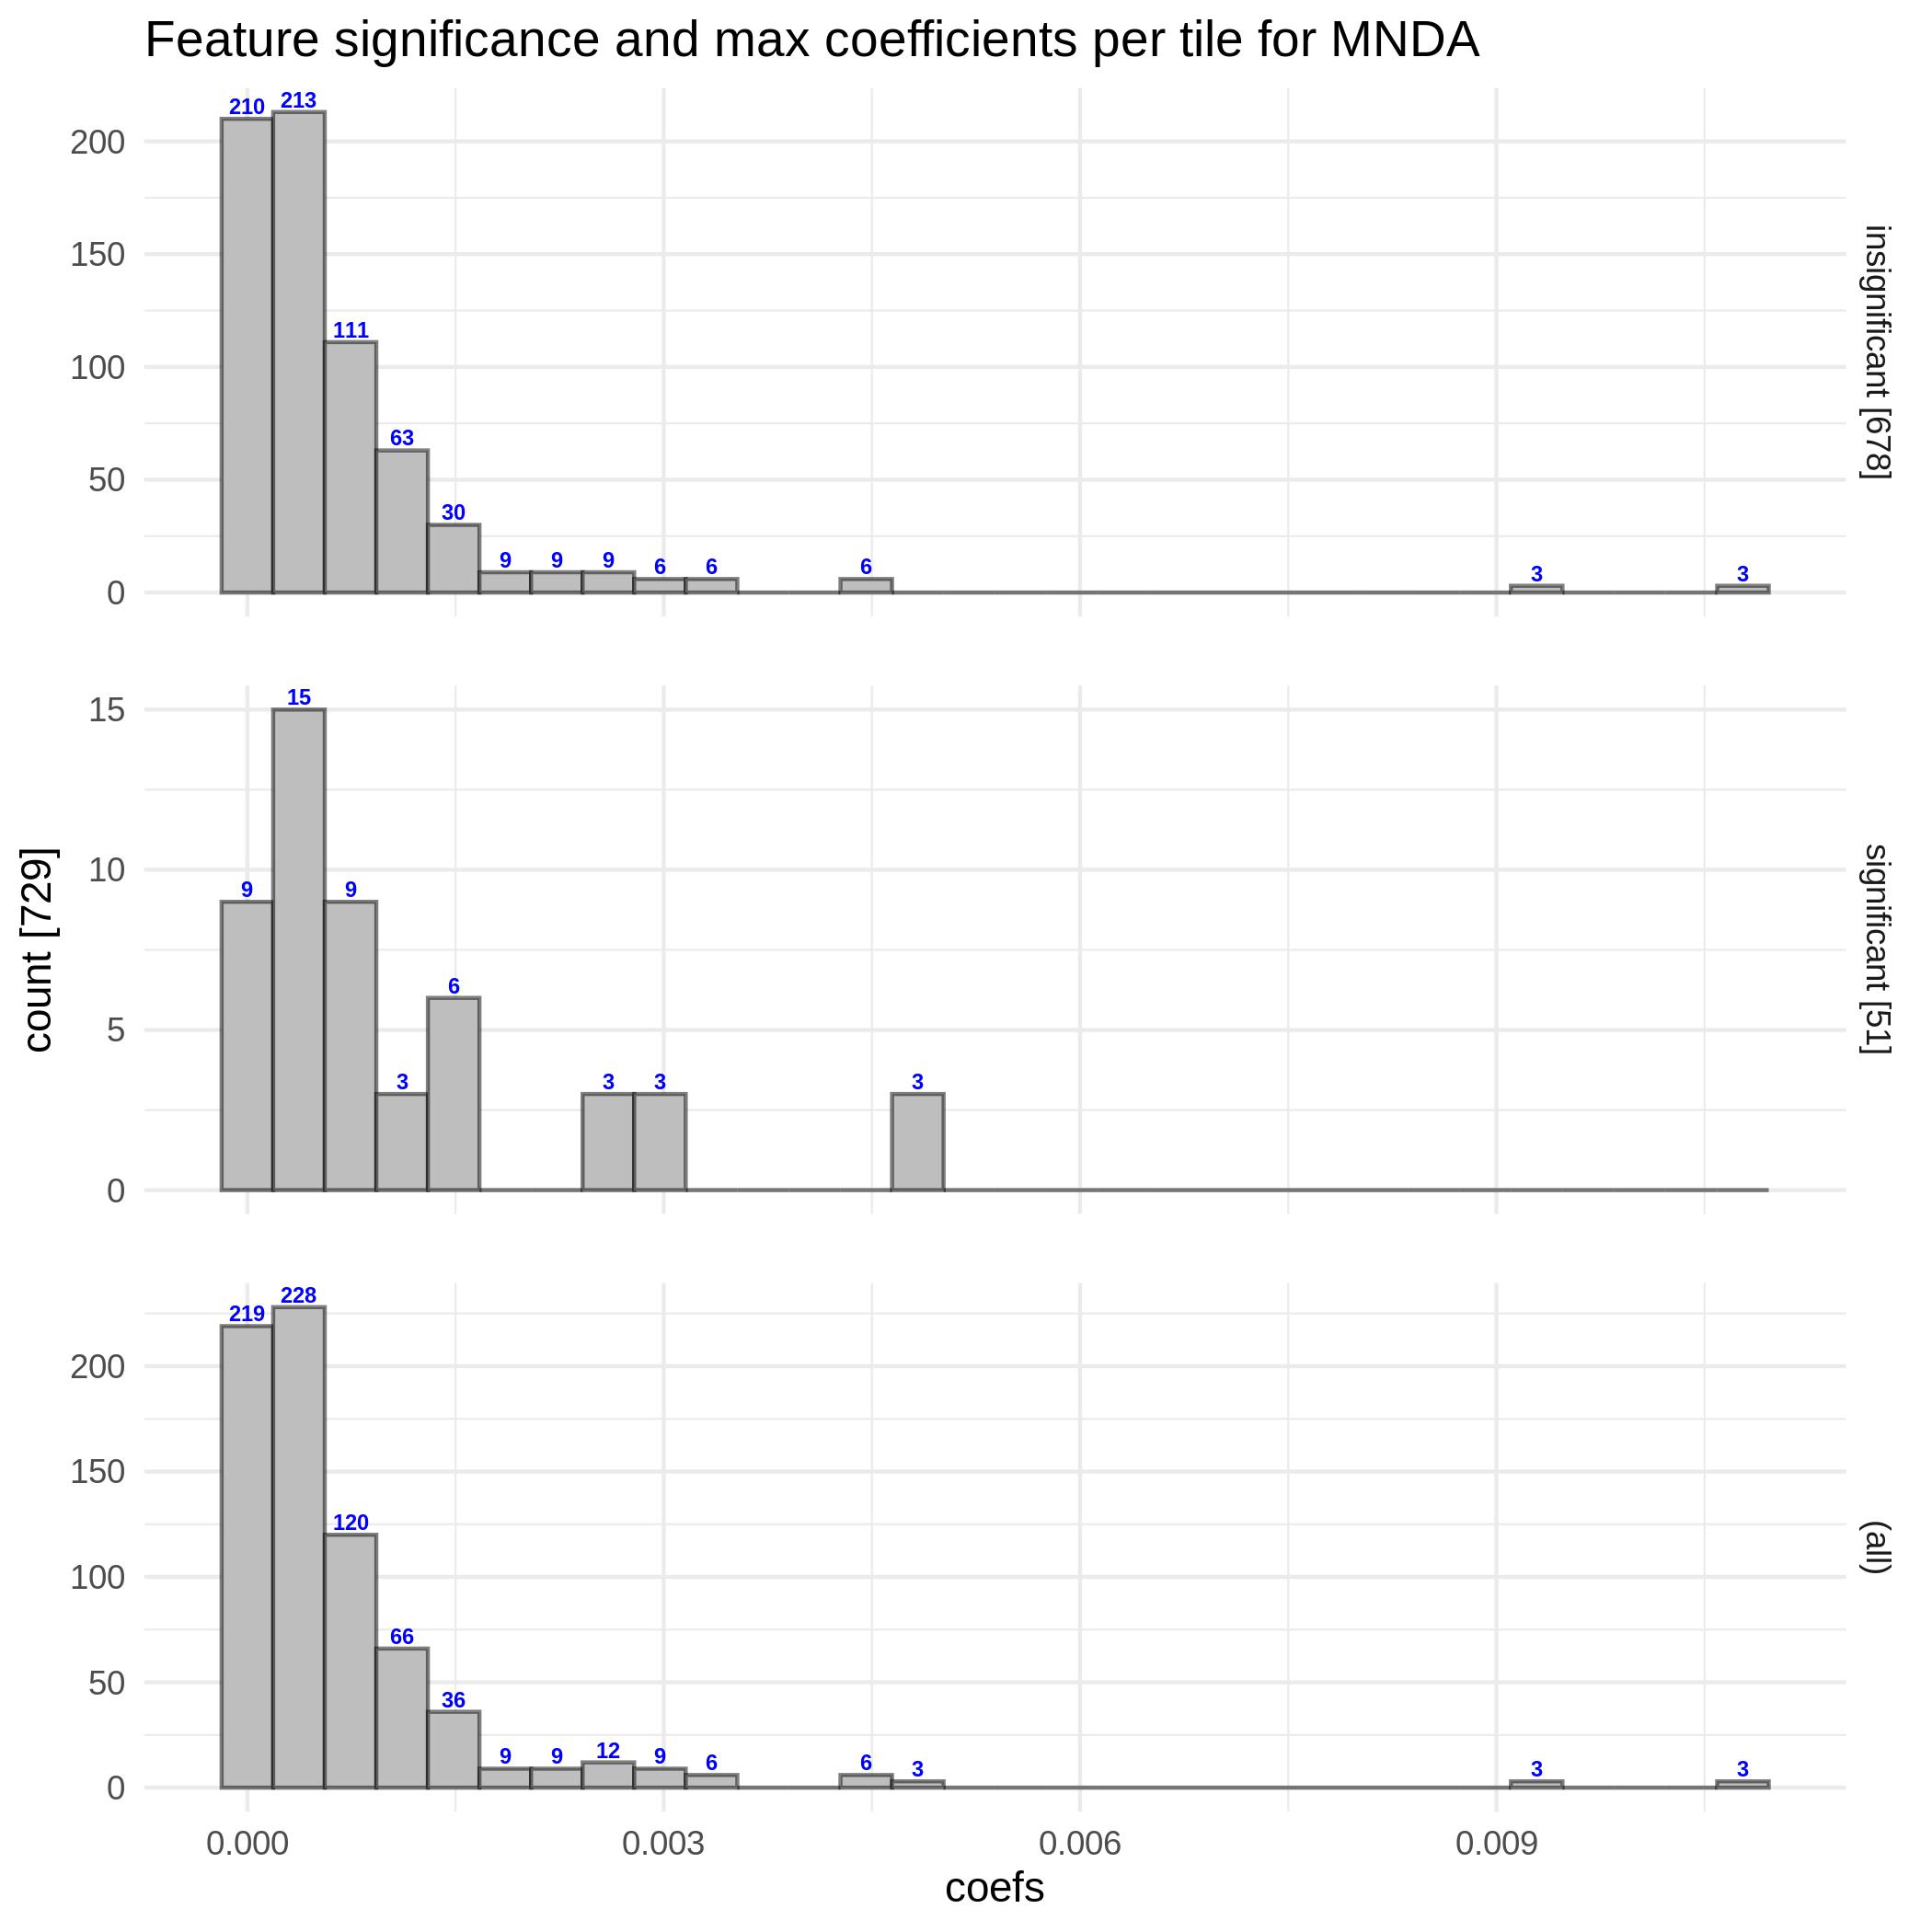 Feature significance and max coefficients per tile for MNDA
210 213 111 63 30 9 9 9 6 6 6 3 3
200
150
100
50
0
insignificant [678]
9 15 9 3 6 3 3 3
15
10
5
0
significant [51]
count [729]
219 228 120 66 36 9 9 12 9 6 6 3 3 3
200
150
100
50
0
(all)
0.000 0.003 0.006 0.009
coefs